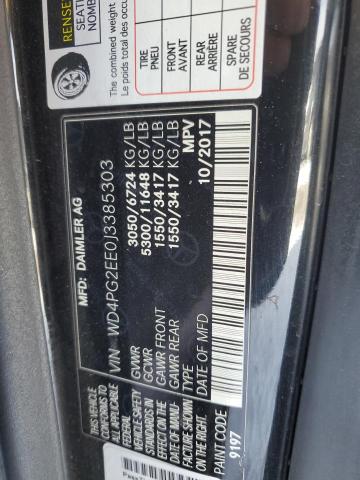 RENSE
SEATI
NOMB
The combined weight
Le poids total des occu
TIRE
PNEU
FRONT
AVANT
REAR
ARRIÈRE
SPARE
DE SECOURS
MFD: DAIMLER AG
VIN WD4PG2EE0J3385303
GVWR 3050/6724 KG/LB
GCWR 5300/11648 KG/LB
GAWR FRONT 1550/3417 KG/LB
GAWR REAR 1550/3417 KG/LB
TYPE MPV
DATE OF MFD 10/2017
THIS VEHICLE
CONFORMS TO
ALL APPLICABLE
FEDERAL MOTOR
VEHICLE SAFETY
STANDARDS IN
EFFECT ON THE
DATE OF MANU-
FACTURE SHOWN
ON THE RIGHT.
PAINT CODE
9197